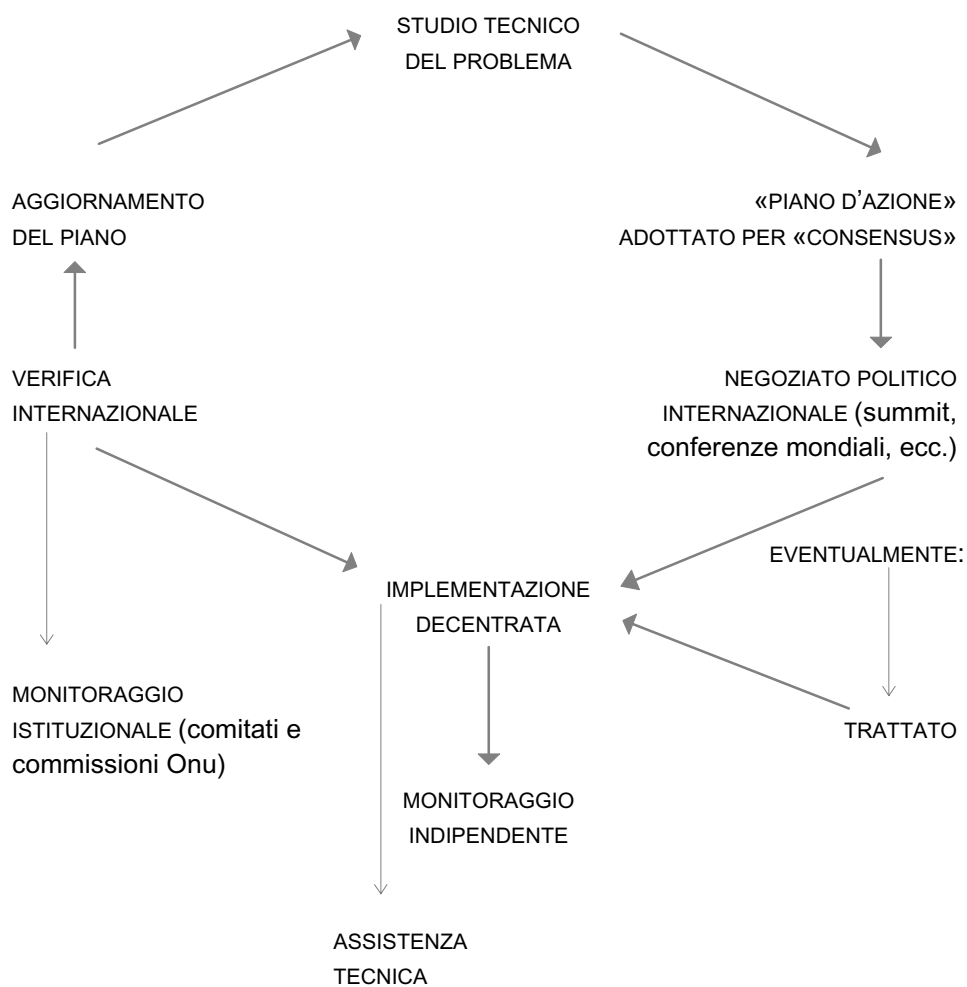 STUDIO TECNICO
DEL PROBLEMA
AGGIORNAMENTO
DEL PIANO
«PIANO D’AZIONE»
ADOTTATO PER «CONSENSUS»
VERIFICA
INTERNAZIONALE
NEGOZIATO POLITICO
INTERNAZIONALE (summit,
conferenze mondiali, ecc.)
EVENTUALMENTE:
IMPLEMENTAZIONE
DECENTRATA
MONITORAGGIO
ISTITUZIONALE (comitati e
commissioni Onu)
TRATTATO
MONITORAGGIO
INDIPENDENTE
ASSISTENZA
TECNICA